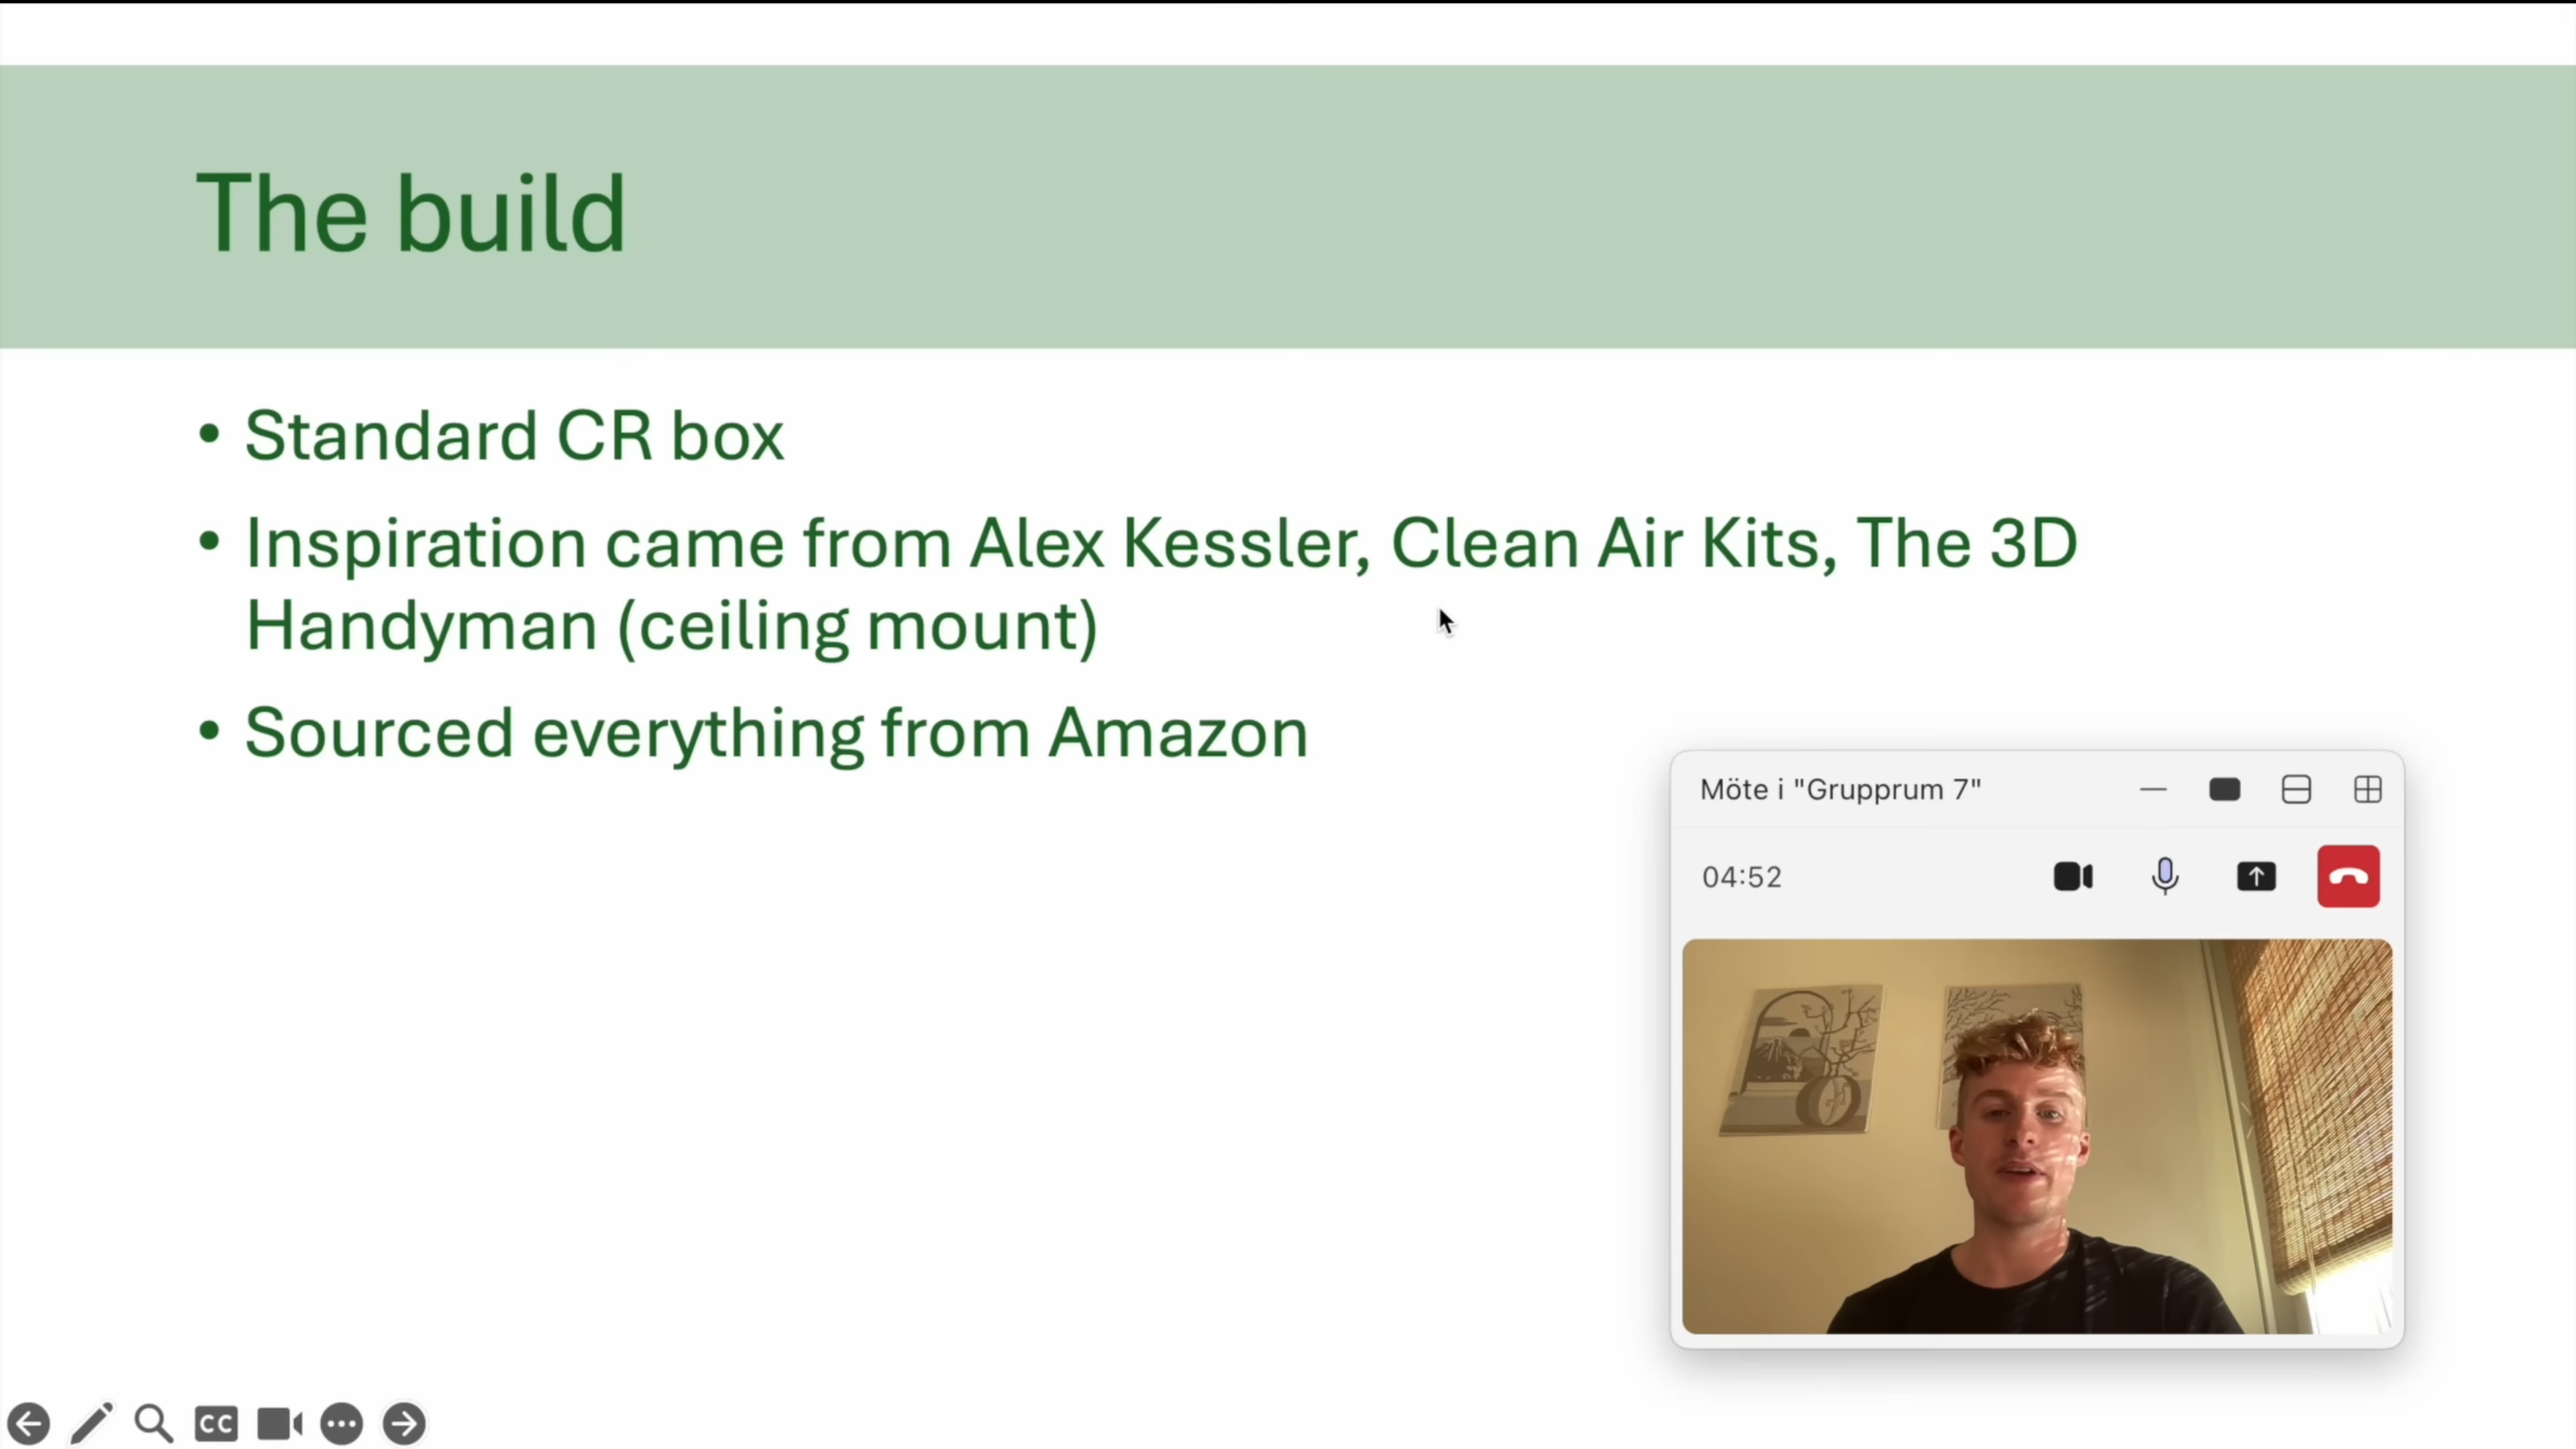 The build
• Standard CR box
• Inspiration came from Alex Kessler, Clean Air Kits, The 3D
Handyman (ceiling mount)
• Sourced everything from Amazon
Möte i "Grupprum 7"
04:52
CC